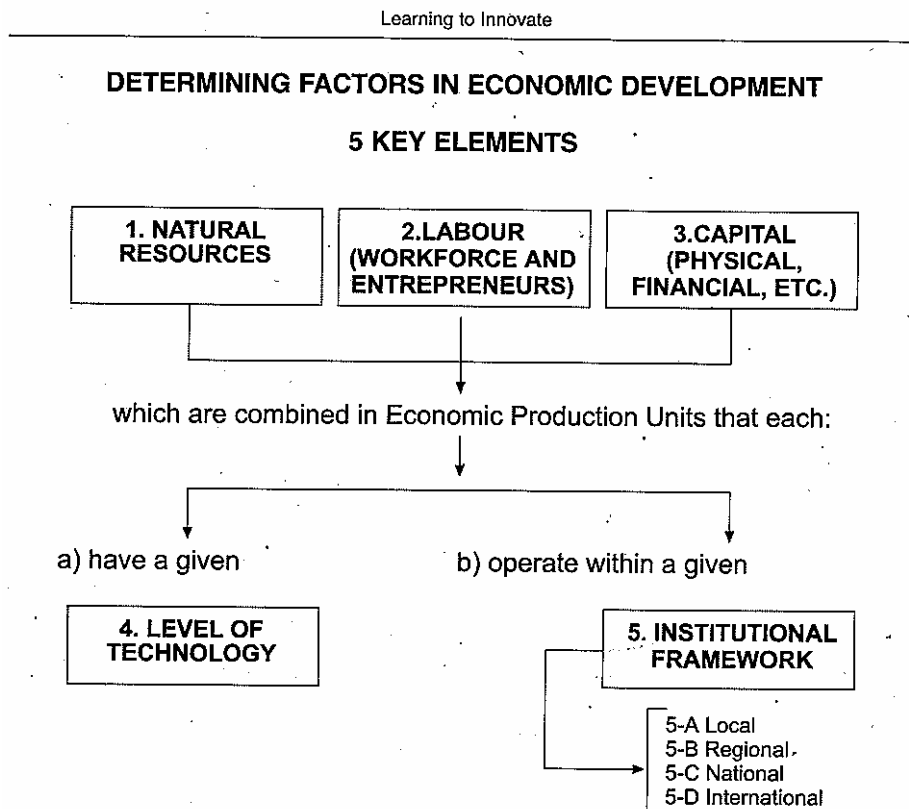 Learning to Innovate
DETERMINING FACTORS IN ECONOMIC DEVELOPMENT
5 KEY ELEMENTS
1. NATURAL
RESOURCES
2.LABOUR
(WORKFORCE AND
ENTREPRENEURS)
3.CAPITAL
(PHYSICAL,
FINANCIAL, ETC.)
which are combined in Economic Production Units that each:
a) have a given
b) operate within a given
4. LEVEL OF
TECHNOLOGY
5. INSTITUTIONAL
FRAMEWORK
5-A Local
5-B Regional
5-C National
5-D International